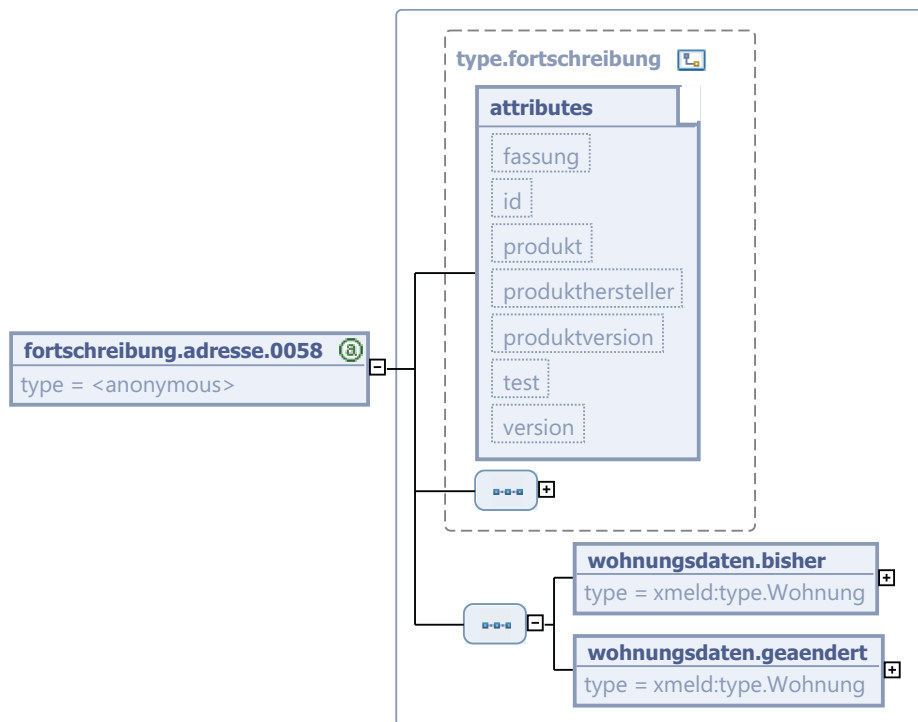 type.fortschreibung
attributes
fassung
id
produkt
produkthersteller
produktversion
test
version
fortschreibung.adresse.0058
type = <anonymous>
wohnungsdaten.bisher
type = xmeld:type.Wohnung
wohnungsdaten.geaendert
type = xmeld:type.Wohnung